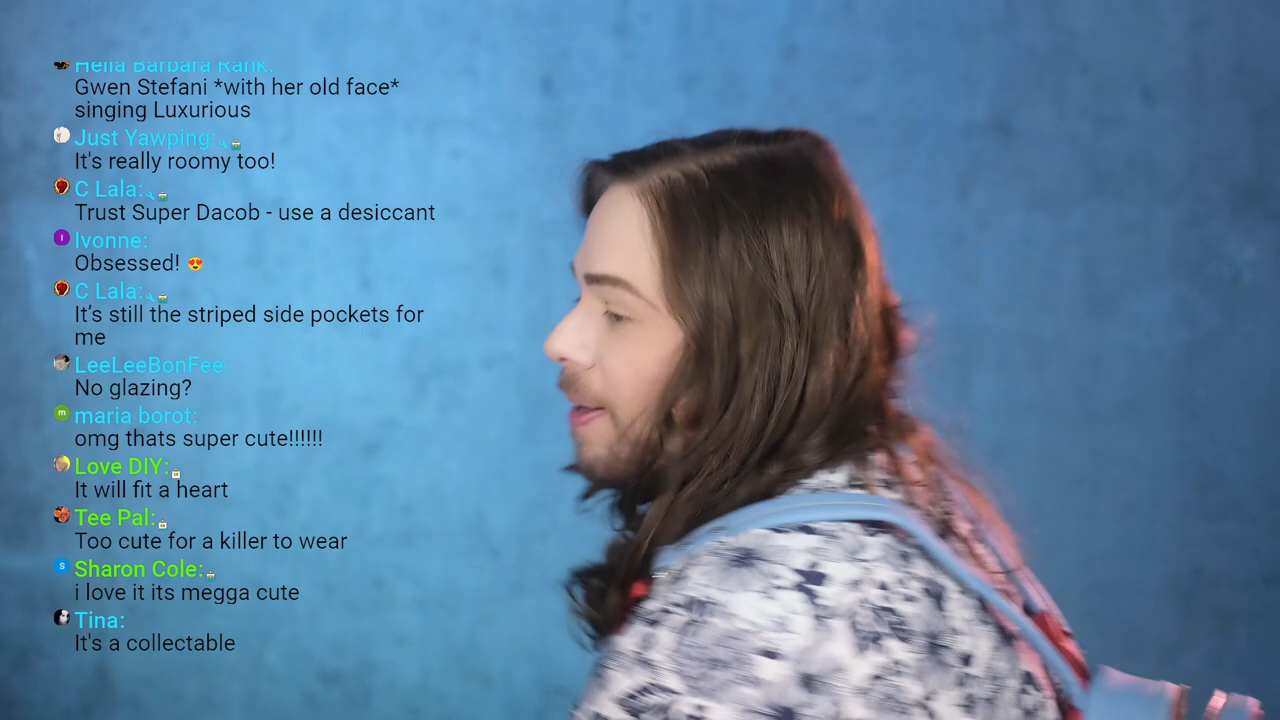 Hella Barbara Rank:
Gwen Stefani *with her old face*
singing Luxurious
Just Yawping:
It's really roomy too!
C Lala:
Trust Super Dacob - use a desiccant
Ivonne:
Obsessed! 😍
C Lala:
It’s still the striped side pockets for
me
LeeLeeBonFee:
No glazing?
maria borot:
omg thats super cute!!!!!!
Love DIY:
It will fit a heart
Tee Pal:
Too cute for a killer to wear
Sharon Cole:
i love it its megga cute
Tina:
It's a collectable